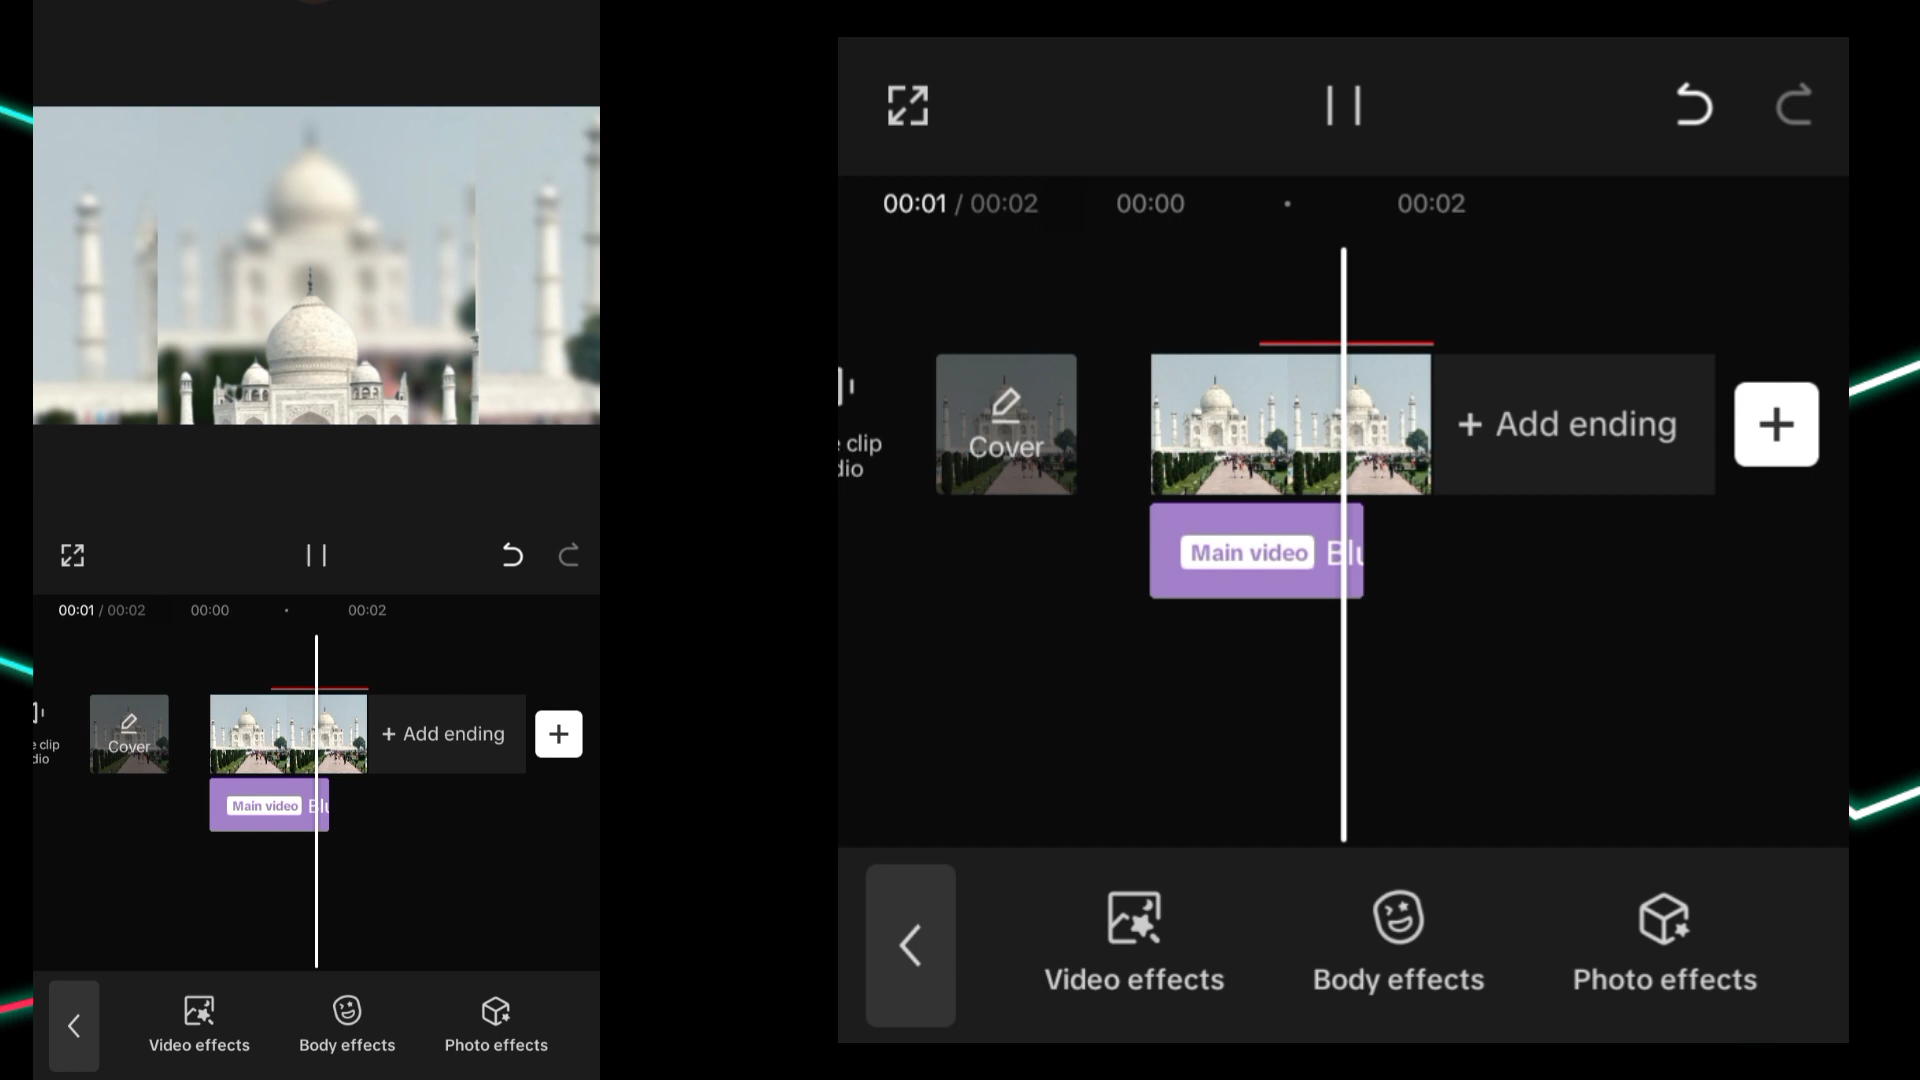 00:01 / 00:02 00:00 00:02
e clip
dio
Cover
+ Add ending
+
Main video Blu
Video effects
Body effects
Photo effects
00:01 / 00:02 00:00 00:02
clip
dio
Cover
+ Add ending
+
Main video Blu
Video effects
Body effects
Photo effects